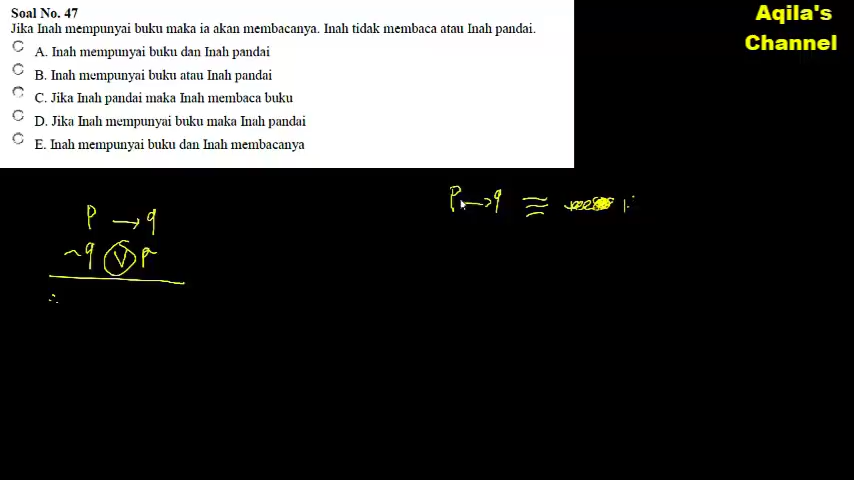 Soal No. 47
Jika Inah mempunyai buku maka ia akan membacanya. Inah tidak membaca atau Inah pandai.
A. Inah mempunyai buku dan Inah pandai
B. Inah mempunyai buku atau Inah pandai
C. Jika Inah pandai maka Inah membaca buku
D. Jika Inah mempunyai buku maka Inah pandai
E. Inah mempunyai buku dan Inah membacanya
Aqila's
Channel
P → q
~q ∨ r
∴
P → q ≡